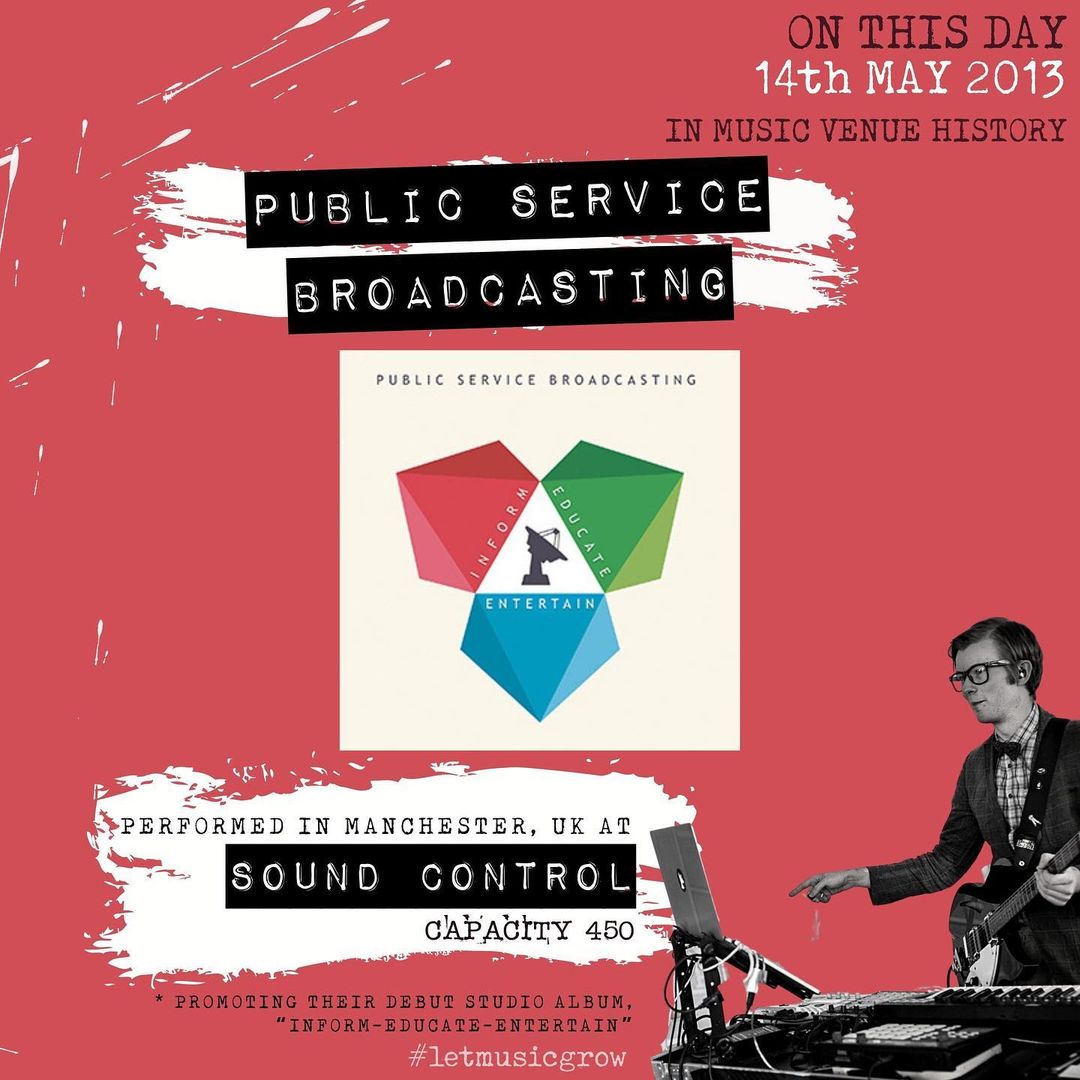 ON THIS DAY
14th MAY 2013
IN MUSIC VENUE HISTORY
PUBLIC SERVICE
BROADCASTING
PUBLIC SERVICE BROADCASTING
INFORM
EDUCATE
ENTERTAIN
PERFORMED IN MANCHESTER, UK AT
SOUND CONTROL
CAPACITY 450
* PROMOTING THEIR DEBUT STUDIO ALBUM,
“INFORM-EDUCATE-ENTERTAIN”
#letmusicgrow